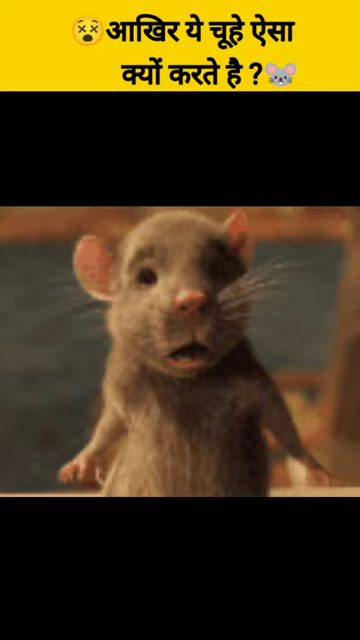 😵आखिर ये चूहे ऐसा
क्यों करते है ?🐭